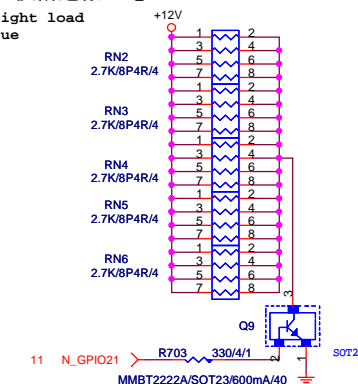 ight load
ue
+12V
1 2
3 4
RN2
5 6
2.7K/8P4R/4
7 8
1 2
3 4
RN3
5 6
2.7K/8P4R/4
7 8
1 2
3 4
RN4
5 6
2.7K/8P4R/4
7 8
1 2
3 4
RN5
5 6
2.7K/8P4R/4
7 8
1 2
3 4
RN6
5 6
2.7K/8P4R/4
7 8
3
Q9
SOT2
2 1
11 N_GPIO21 R703 330/4/1
MMBT2222A/SOT23/600mA/40